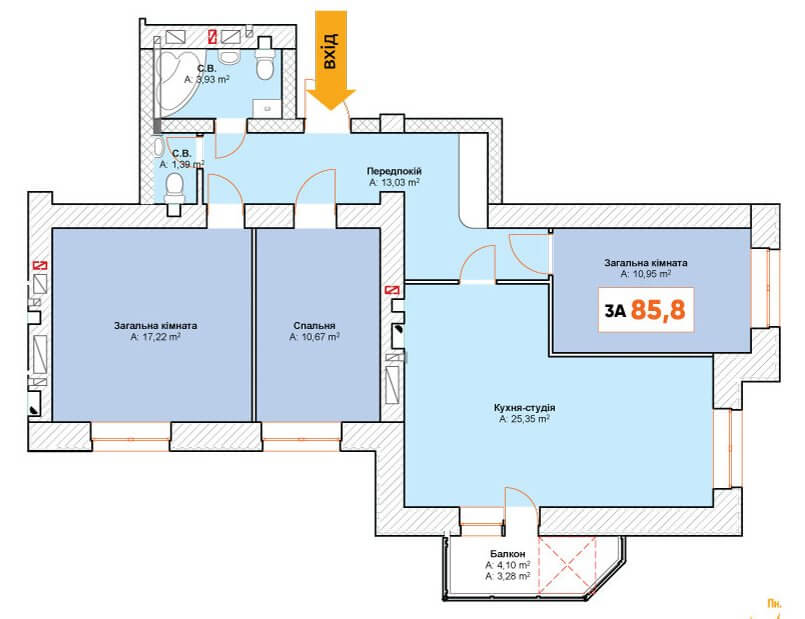 вхід
С.В.
А: 3,93 m²
С.В.
А: 1,39 m²
Передпокій
А: 13,03 m²
Загальна кімната
А: 10,95 m²
3А 85,8
Загальна кімната
А: 17,22 m²
Спальня
А: 10,67 m²
Кухня-студія
А: 25,35 m²
Балкон
А: 4,10 m²
А: 3,28 m²
Пн.